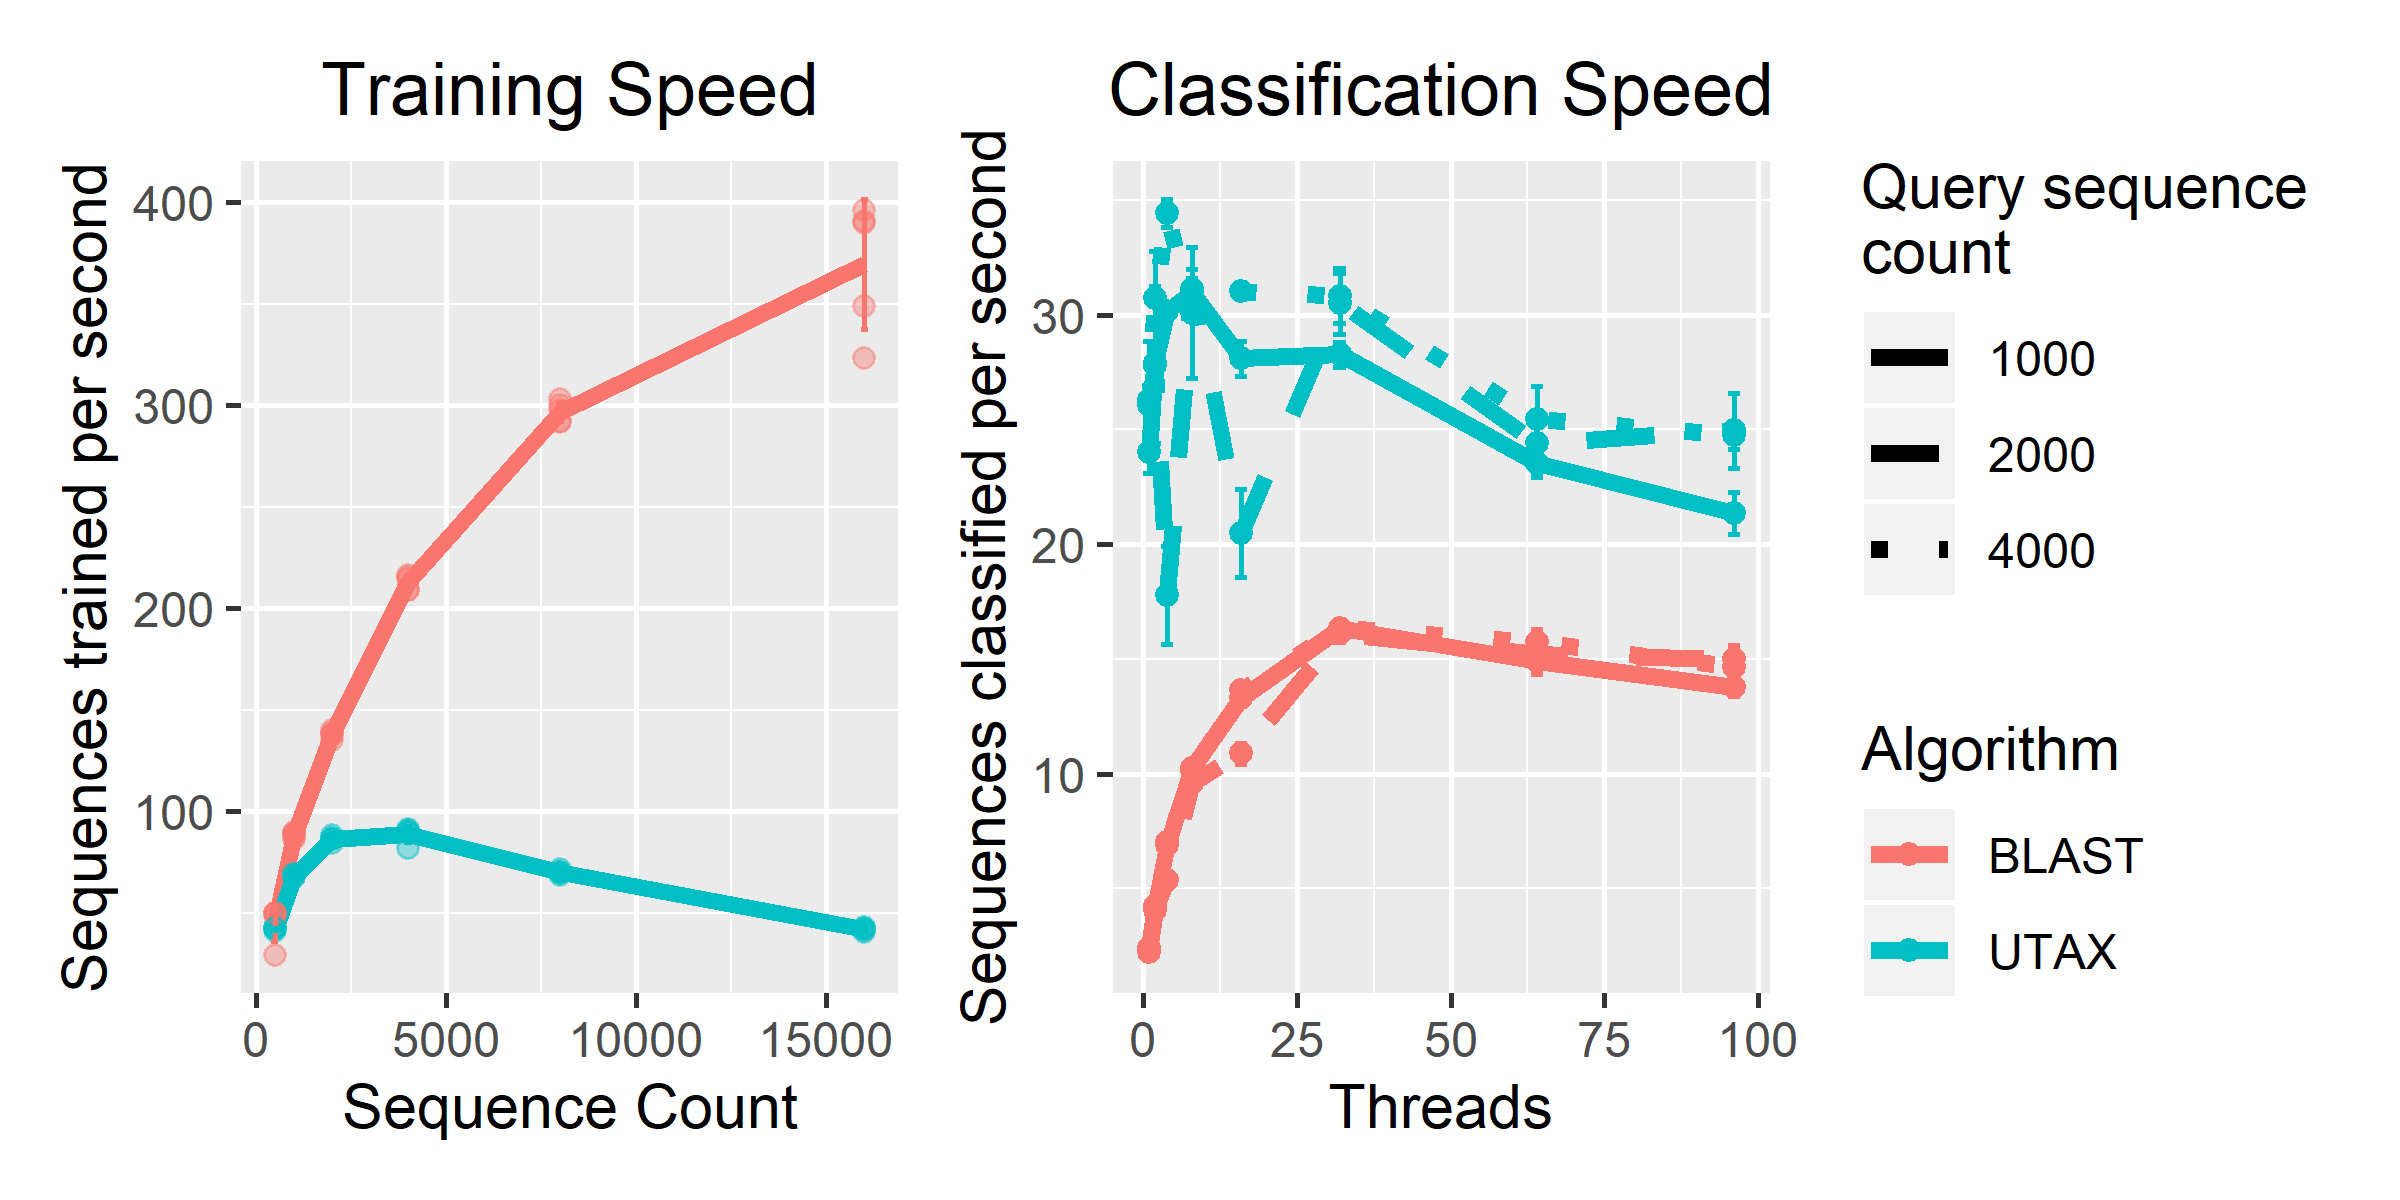 Training Speed
Sequences trained per second
400
300
200
100
0
5000
10000
15000
Sequence Count
Classification Speed
Sequences classified per second
30
20
10
0
25
50
75
100
Threads
Query sequence
count
1000
2000
4000
Algorithm
BLAST
UTAX